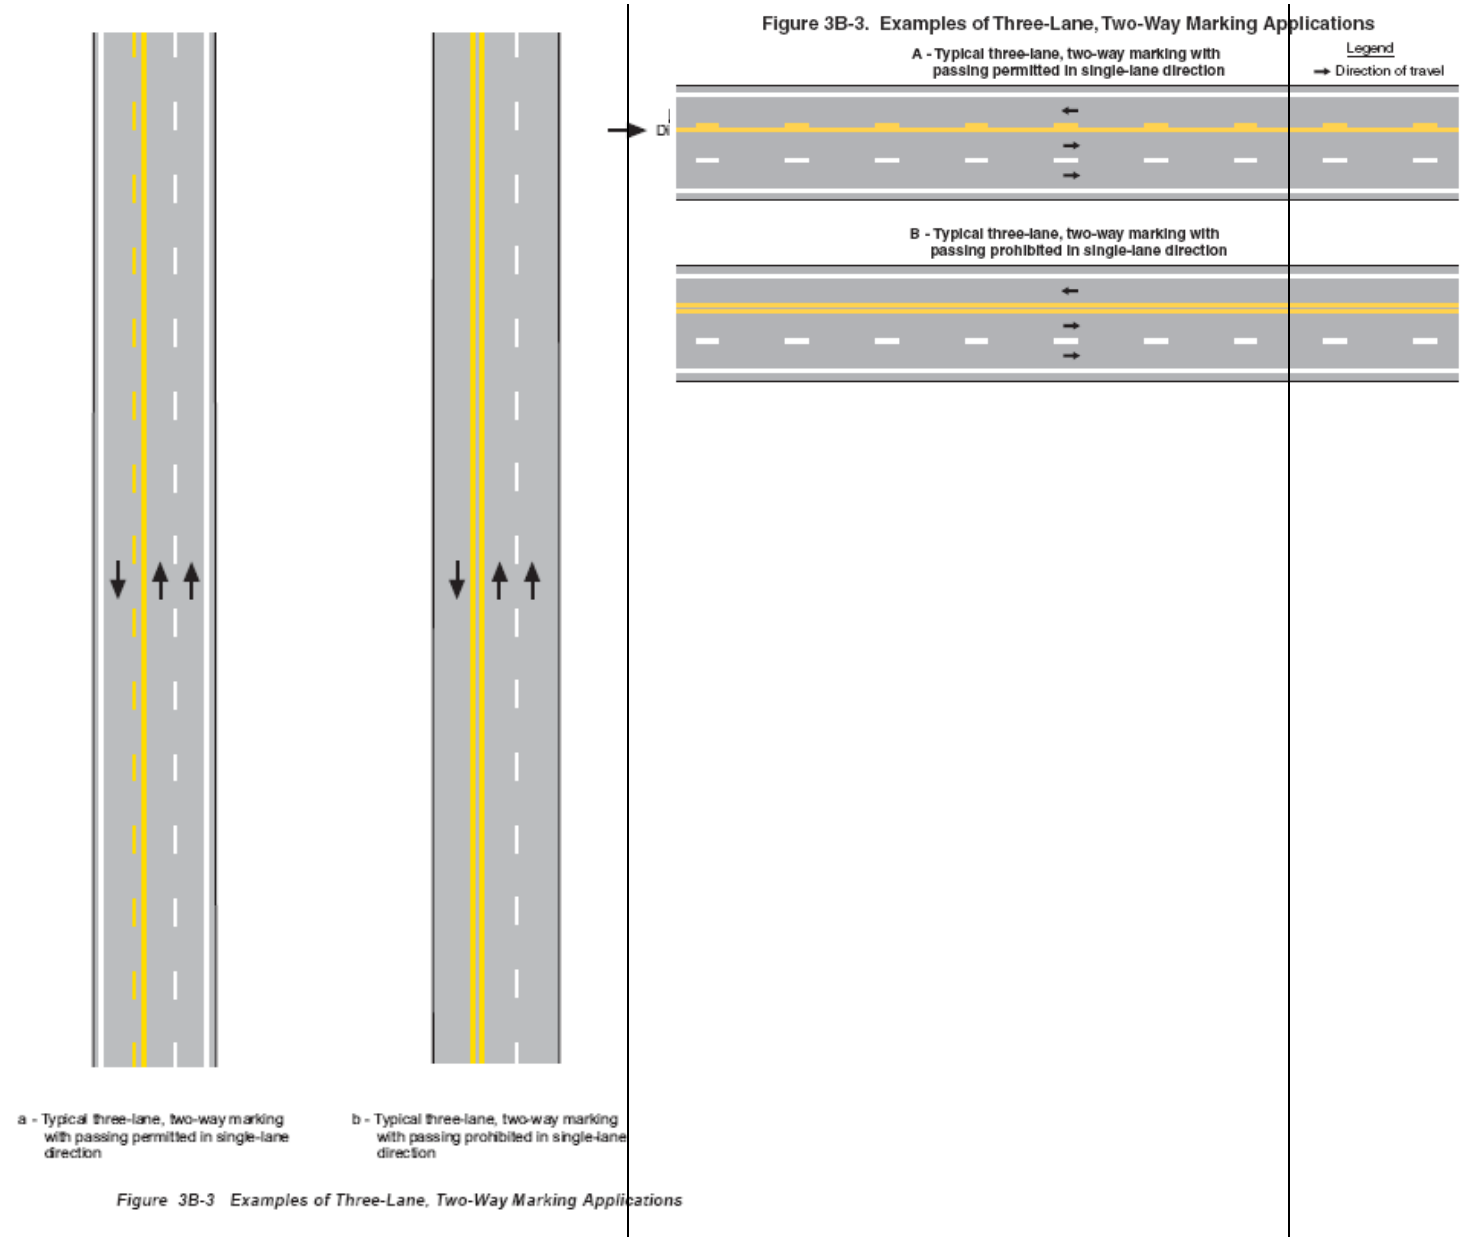 Figure 3B-3. Examples of Three-Lane, Two-Way Marking Applications
A - Typical three-lane, two-way marking with
passing permitted in single-lane direction
Legend
Direction of travel
Di
B - Typical three-lane, two-way marking with
passing prohibited in single-lane direction
a - Typical three-lane, two-way marking
with passing permitted in single-lane
direction
b - Typical three-lane, two-way marking
with passing prohibited in single-lane
direction
Figure 3B-3 Examples of Three-Lane, Two-Way Marking Applications